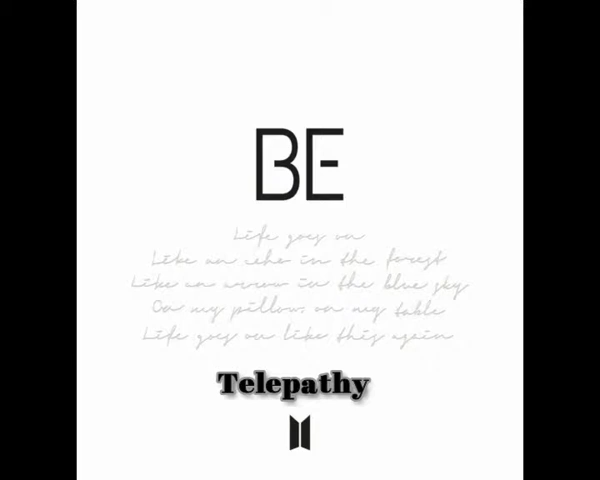 BE
Life goes on
Like an echo in the forest
Like an arrow in the blue sky
On my pillow, on my table
Life goes on like this again
Telepathy